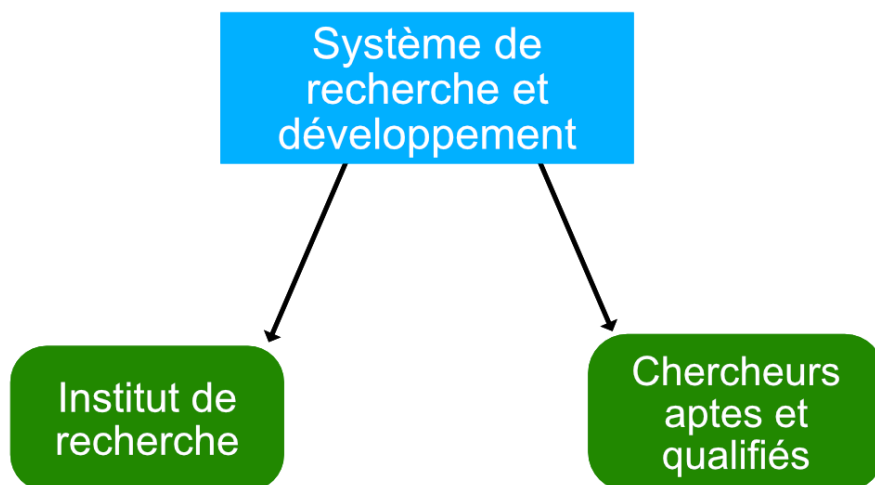 Système de
recherche et
développement
Institut de
recherche
Chercheurs
aptes et
qualifiés